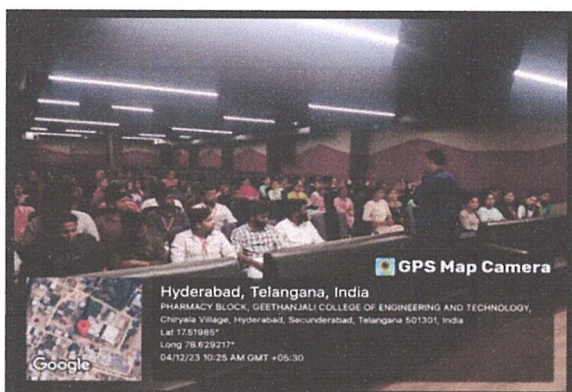 GPS Map Camera
Hyderabad, Telangana, India
PHARMACY BLOCK, GEETHANJALI COLLEGE OF ENGINEERING AND TECHNOLOGY,
Chiryala Village, Hyderabad, Secunderabad, Telangana 501301, India
Lat 17.51985°
Long 78.629217°
04/12/23 10:25 AM GMT +05:30
Google